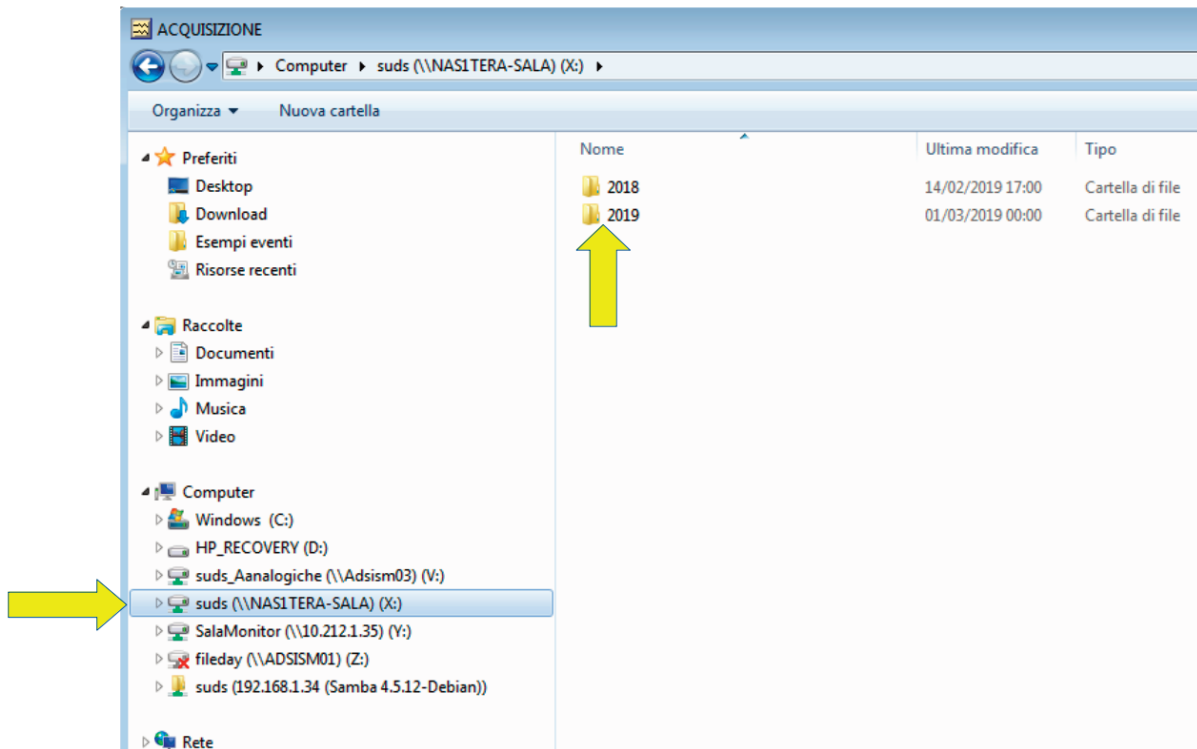 ACQUISIZIONE
Computer suds (\\NAS1TERA-SALA) (X:)
Organizza Nuova cartella
Preferiti
Desktop
Download
Esempi eventi
Risorse recenti
Raccolte
Documenti
Immagini
Musica
Video
Computer
Windows (C:)
HP_RECOVERY (D:)
suds_Aanalogiche (\\Adsism03) (V:)
suds (\\NAS1TERA-SALA) (X:)
SalaMonitor (\\10.212.1.35) (Y:)
fileday (\\ADSISM01) (Z:)
suds (192.168.1.34 (Samba 4.5.12-Debian))
Rete
Nome Ultima modifica Tipo
2018 14/02/2019 17:00 Cartella di file
2019 01/03/2019 00:00 Cartella di file